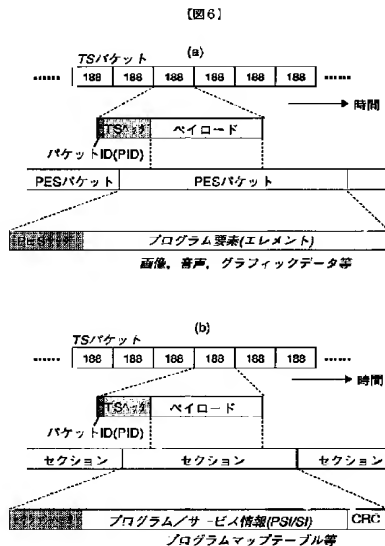 【図6】
(a)
TSパケット
...... 188 188 188 188 188 188 ......
時間
TSヘッダ ペイロード
パケットID(PID)
PESパケット PESパケット
プログラム要素(エレメント)
画像，音声，グラフィックデータ等
(b)
TSパケット
...... 188 188 188 188 188 188 ......
時間
TSヘッダ ペイロード
パケットID(PID)
セクション セクション セクション
プログラム／サービス情報(PSI/SI) CRC
プログラムマップテーブル等